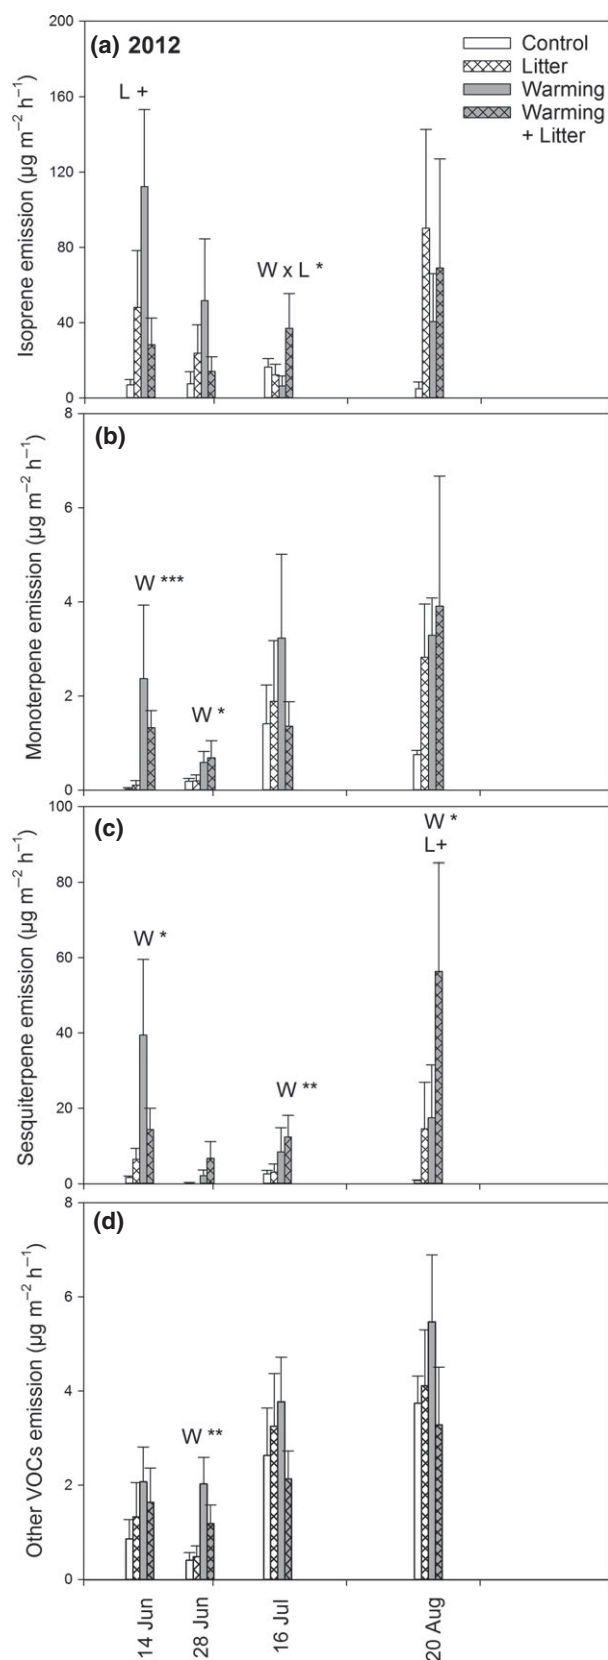 (a) 2012
Control
Litter
Warming
Warming
+ Litter
Isoprene emission (µg m⁻² h⁻¹)
200
160
120
80
40
0
L +
W x L *
(b)
Monoterpene emission (µg m⁻² h⁻¹)
8
6
4
2
0
W ***
W *
(c)
Sesquiterpene emission (µg m⁻² h⁻¹)
100
80
60
40
20
0
W *
W **
W *
L+
(d)
Other VOCs emission (µg m⁻² h⁻¹)
8
6
4
2
0
W **
14 Jun
28 Jun
16 Jul
20 Aug